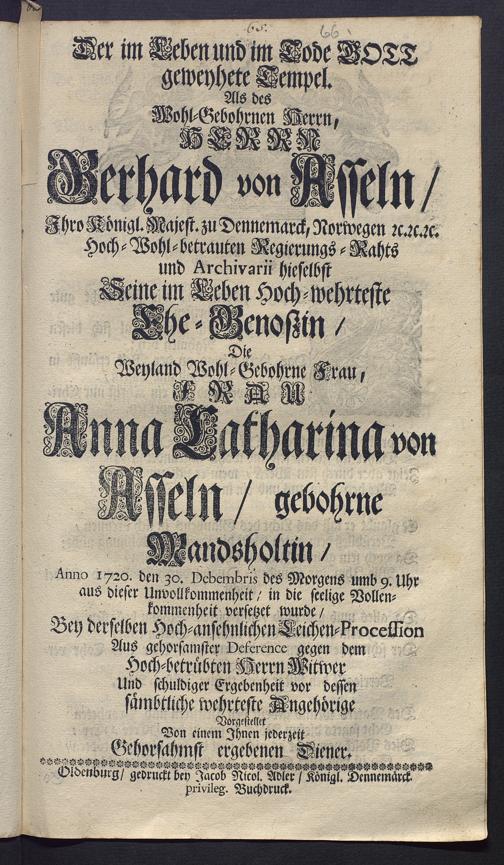 65.
66
Der im Leben und im Tode GOTT
geweyhete Tempel.
Als des
Wohl-Gebohrnen Herrn,
HERRN
Gerhard von Asseln /
Ihro Königl. Majest. zu Dennemarck, Norwegen ꝛc. ꝛc. ꝛc.
Hoch-Wohl-betrauten Regierungs-Rahts
und Archivarii hieselbst
Seine im Leben Hoch-wehrteste
Ehe-Genoßin /
Die
Weyland Wohl-Gebohrne Frau,
FRAU
Anna Catharina von
Asseln / gebohrne
Mandsholtin /
Anno 1720. den 30. Debembris des Morgens umb 9. Uhr
aus dieser Unvollkommenheit / in die seelige Vollen-
kommenheit versetzet wurde /
Bey derselben Hoch-ansehnlichen Leichen-Procession
Aus gehorsamster Deference gegen dem
Hoch-betrübten Herrn Witwer
Und schuldiger Ergebenheit vor dessen
sämbtliche wehrteste Angehörige
Vorgestellet
Von einem Ihnen jederzeit
Gehorsahmst ergebenen Diener.
Oldenburg / gedruckt bey Jacob Nicol. Adler / Königl. Dennemärck.
privileg. Buchdruck.